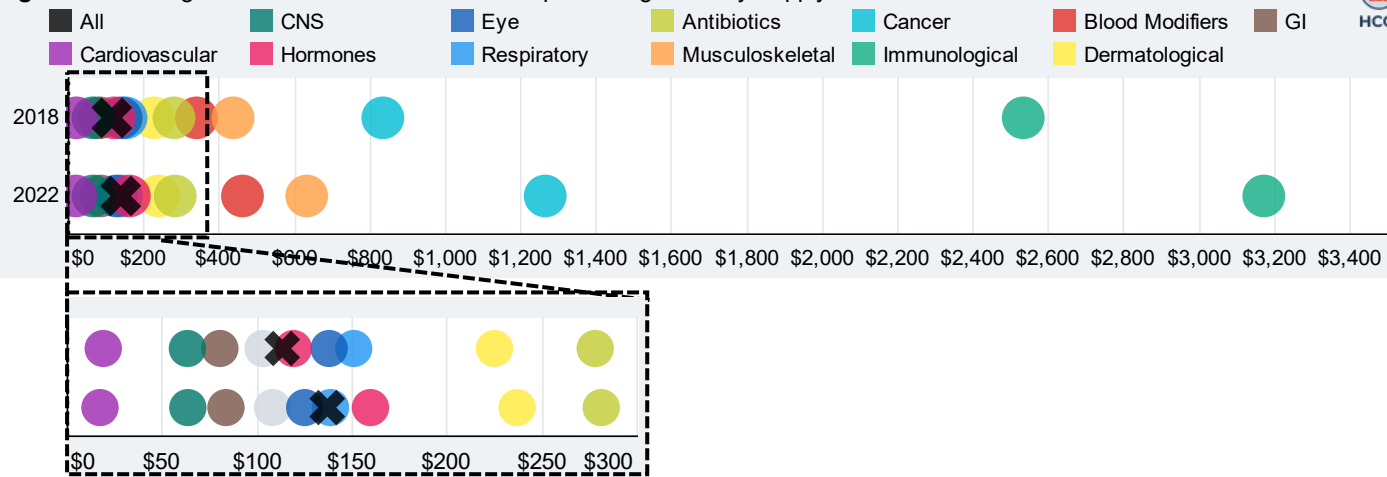 All CNS Eye Antibiotics Cancer Blood Modifiers GI
Cardiovascular Hormones Respiratory Musculoskeletal Immunological Dermatological
2018
2022
$0 $200 $400 $600 $800 $1,000 $1,200 $1,400 $1,600 $1,800 $2,000 $2,200 $2,400 $2,600 $2,800 $3,000 $3,200 $3,400
$0 $50 $100 $150 $200 $250 $300